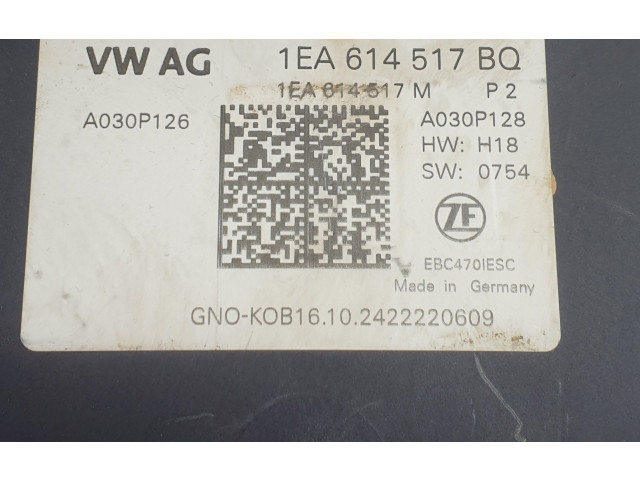 VW AG 1EA 614 517 BQ
1EA 614 517 M P 2
A030P126 A030P128
HW: H18
SW: 0754
ZF
EBC470IESC
Made in Germany
GNO-KOB16.10.2422220609